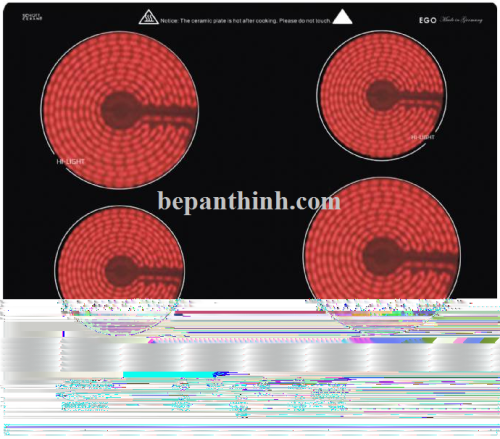 Notice: The ceramic plate is hot after cooking. Please do not touch.
EGO Made in Germany
HI-LIGHT
HI-LIGHT
bepanthinh.com